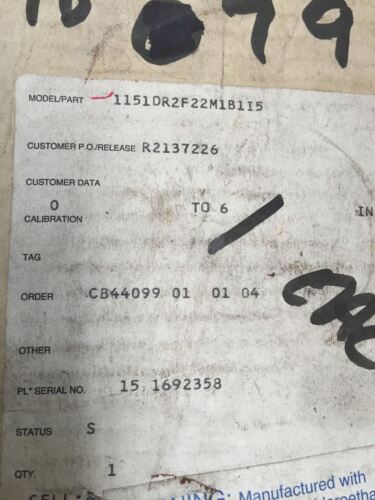 099
MODEL/PART 1151DR2F22M1B1I5
CUSTOMER P.O./RELEASE R2137226
CUSTOMER DATA
0 TO 6 IN
CALIBRATION
TAG
ORDER CB44099 01 01 04
OTHER
PL* SERIAL NO. 15 1692358
STATUS S
QTY. 1
Manufactured with